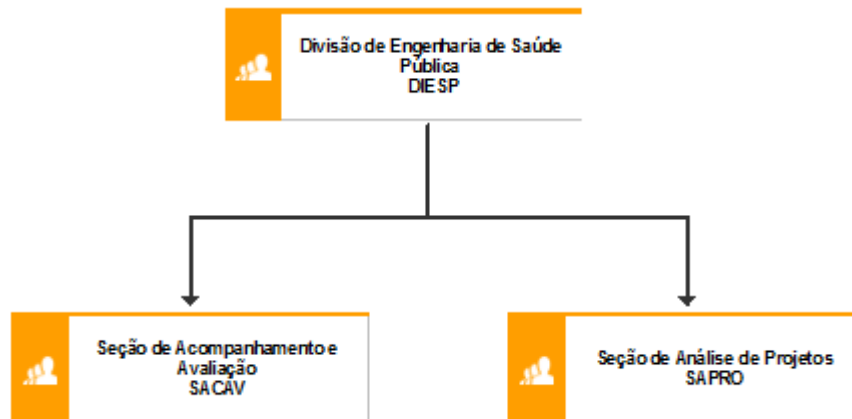 Divisão de Engenharia de Saúde
Pública
DIESP
Seção de Acompanhamento e
Avaliação
SACAV
Seção de Análise de Projetos
SAPRO